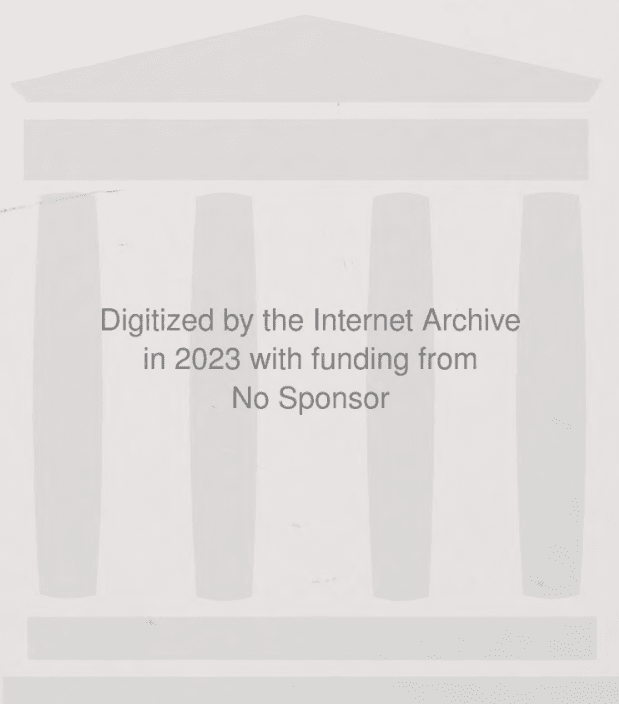 Digitized by the Internet Archive
in 2023 with funding from
No Sponsor